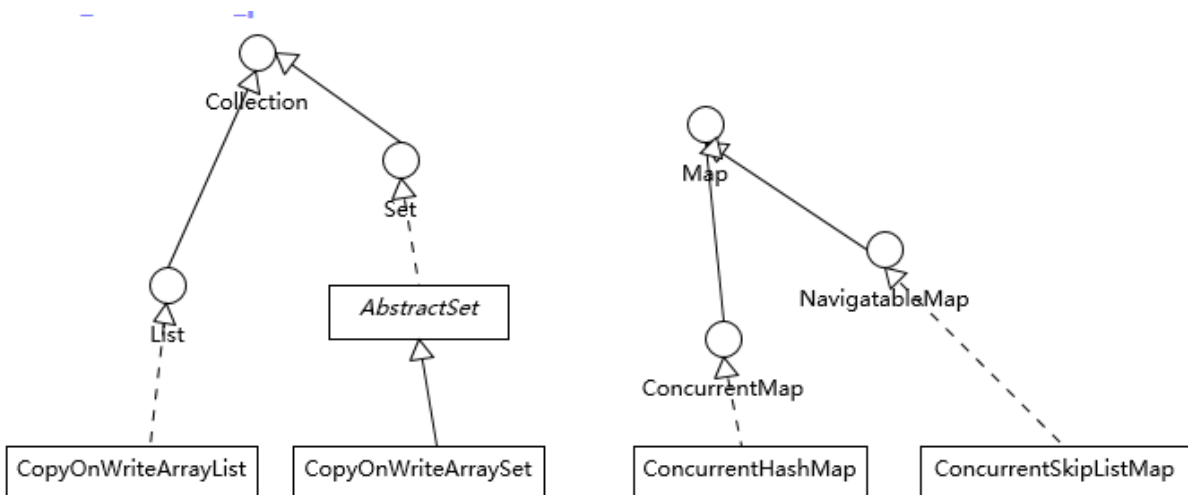 Collection
Map
Set
NavigatableMap
AbstractSet
List
ConcurrentMap
CopyOnWriteArrayList
CopyOnWriteArraySet
ConcurrentHashMap
ConcurrentSkipListMap